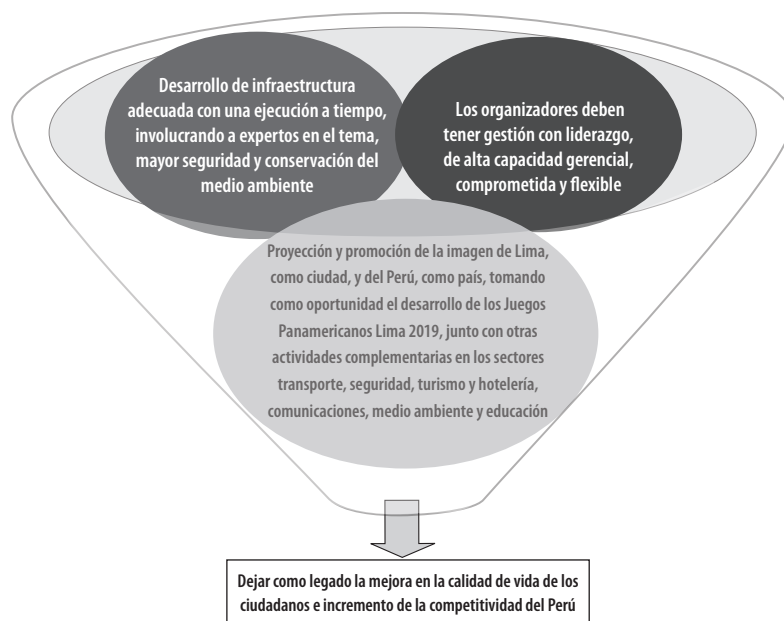 Desarrollo de infraestructura
adecuada con una ejecución a tiempo,
involucrando a expertos en el tema,
mayor seguridad y conservación del
medio ambiente
Los organizadores deben
tener gestión con liderazgo,
de alta capacidad gerencial,
comprometida y flexible
Proyección y promoción de la imagen de Lima,
como ciudad, y del Perú, como país, tomando
como oportunidad el desarrollo de los Juegos
Panamericanos Lima 2019, junto con otras
actividades complementarias en los sectores
transporte, seguridad, turismo y hotelería,
comunicaciones, medio ambiente y educación
Dejar como legado la mejora en la calidad de vida de los
ciudadanos e incremento de la competitividad del Perú